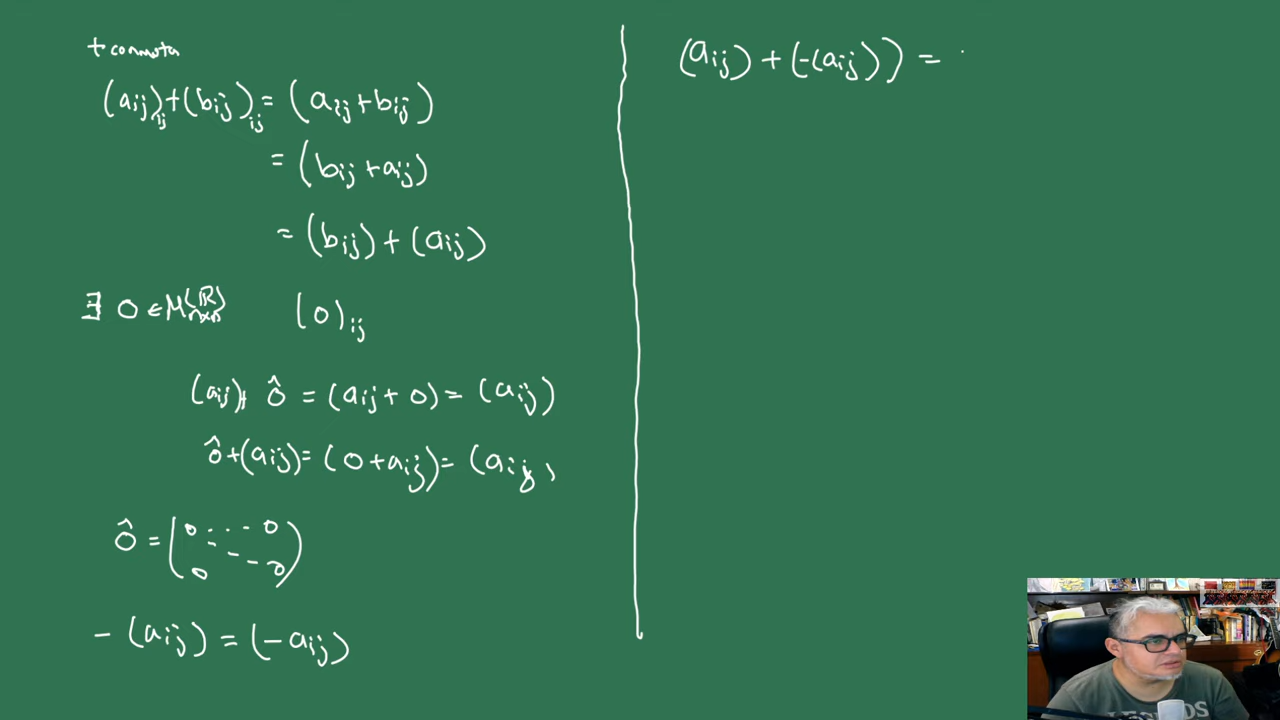 + conmuta
(aij)ij+(bij)ij = (aij+bij)
= (bij+aij)
= (bij)+(aij)
∃ 0 ∈ Mn×n(ℝ) (0)ij
(aij)+ ô = (aij+0) = (aij)
ô+(aij) = (0+aij) = (aij)
ô = (0 ... 0
0 ... 0)
-(aij) = (-aij)
(aij)+(-(aij)) =